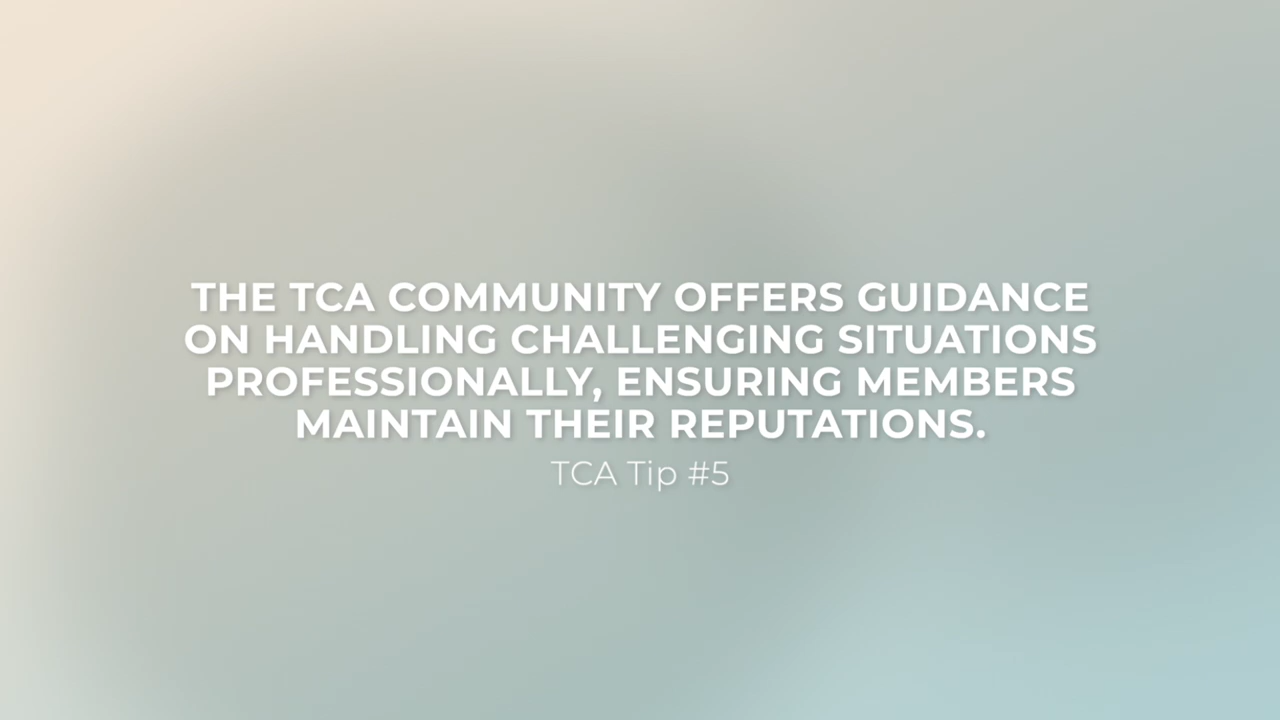 THE TCA COMMUNITY OFFERS GUIDANCE
ON HANDLING CHALLENGING SITUATIONS
PROFESSIONALLY, ENSURING MEMBERS
MAINTAIN THEIR REPUTATIONS.
TCA Tip #5